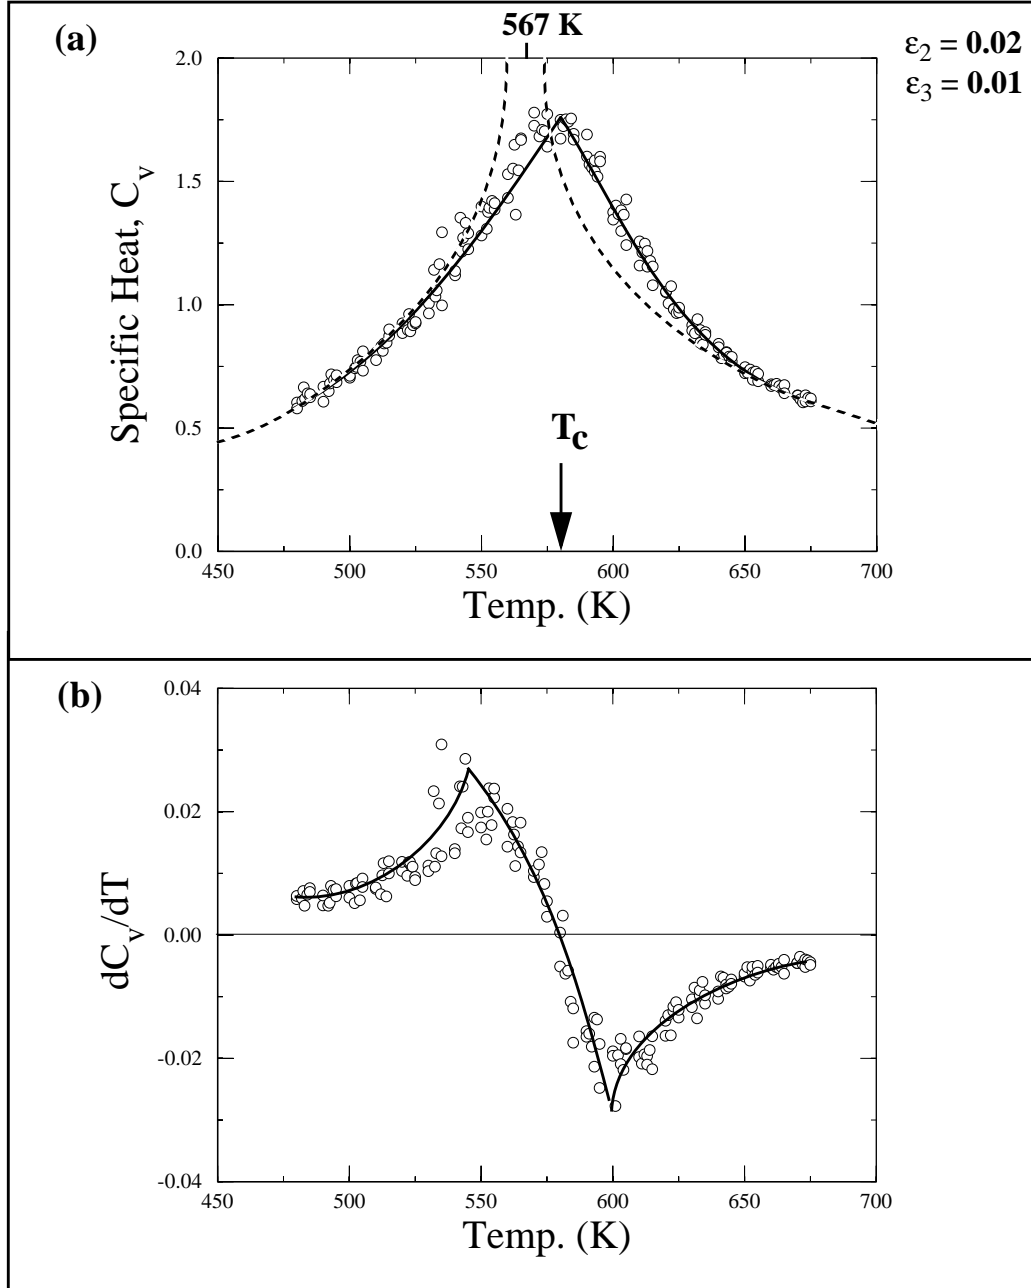 (a)
567 K
ε2 = 0.02
ε3 = 0.01
2.0
1.5
1.0
0.5
0.0
Specific Heat, Cv
Tc
450 500 550 600 650 700
Temp. (K)
(b)
0.04
0.02
0.00
-0.02
-0.04
dCv/dT
450 500 550 600 650 700
Temp. (K)